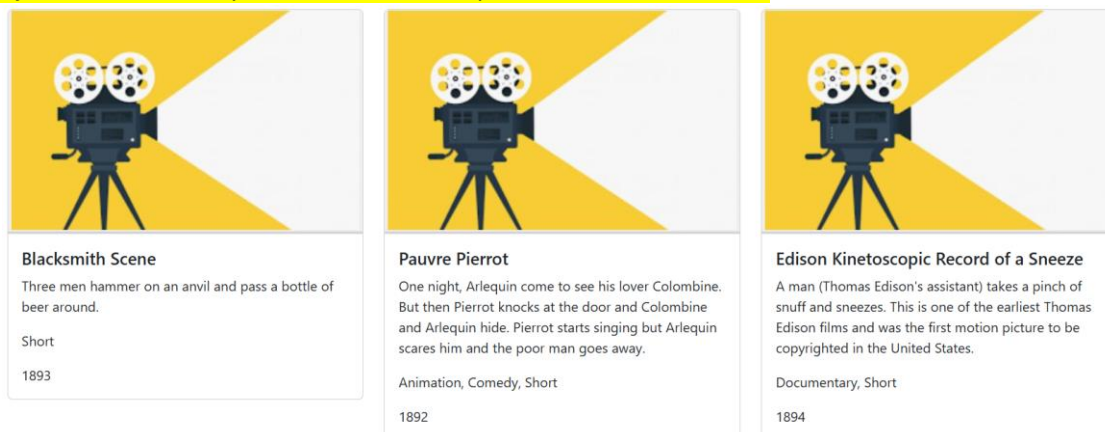 Blacksmith Scene
Three men hammer on an anvil and pass a bottle of
beer around.
Short
1893
Pauvre Pierrot
One night, Arlequin come to see his lover Colombine.
But then Pierrot knocks at the door and Colombine
and Arlequin hide. Pierrot starts singing but Arlequin
scares him and the poor man goes away.
Animation, Comedy, Short
1892
Edison Kinetoscopic Record of a Sneeze
A man (Thomas Edison's assistant) takes a pinch of
snuff and sneezes. This is one of the earliest Thomas
Edison films and was the first motion picture to be
copyrighted in the United States.
Documentary, Short
1894